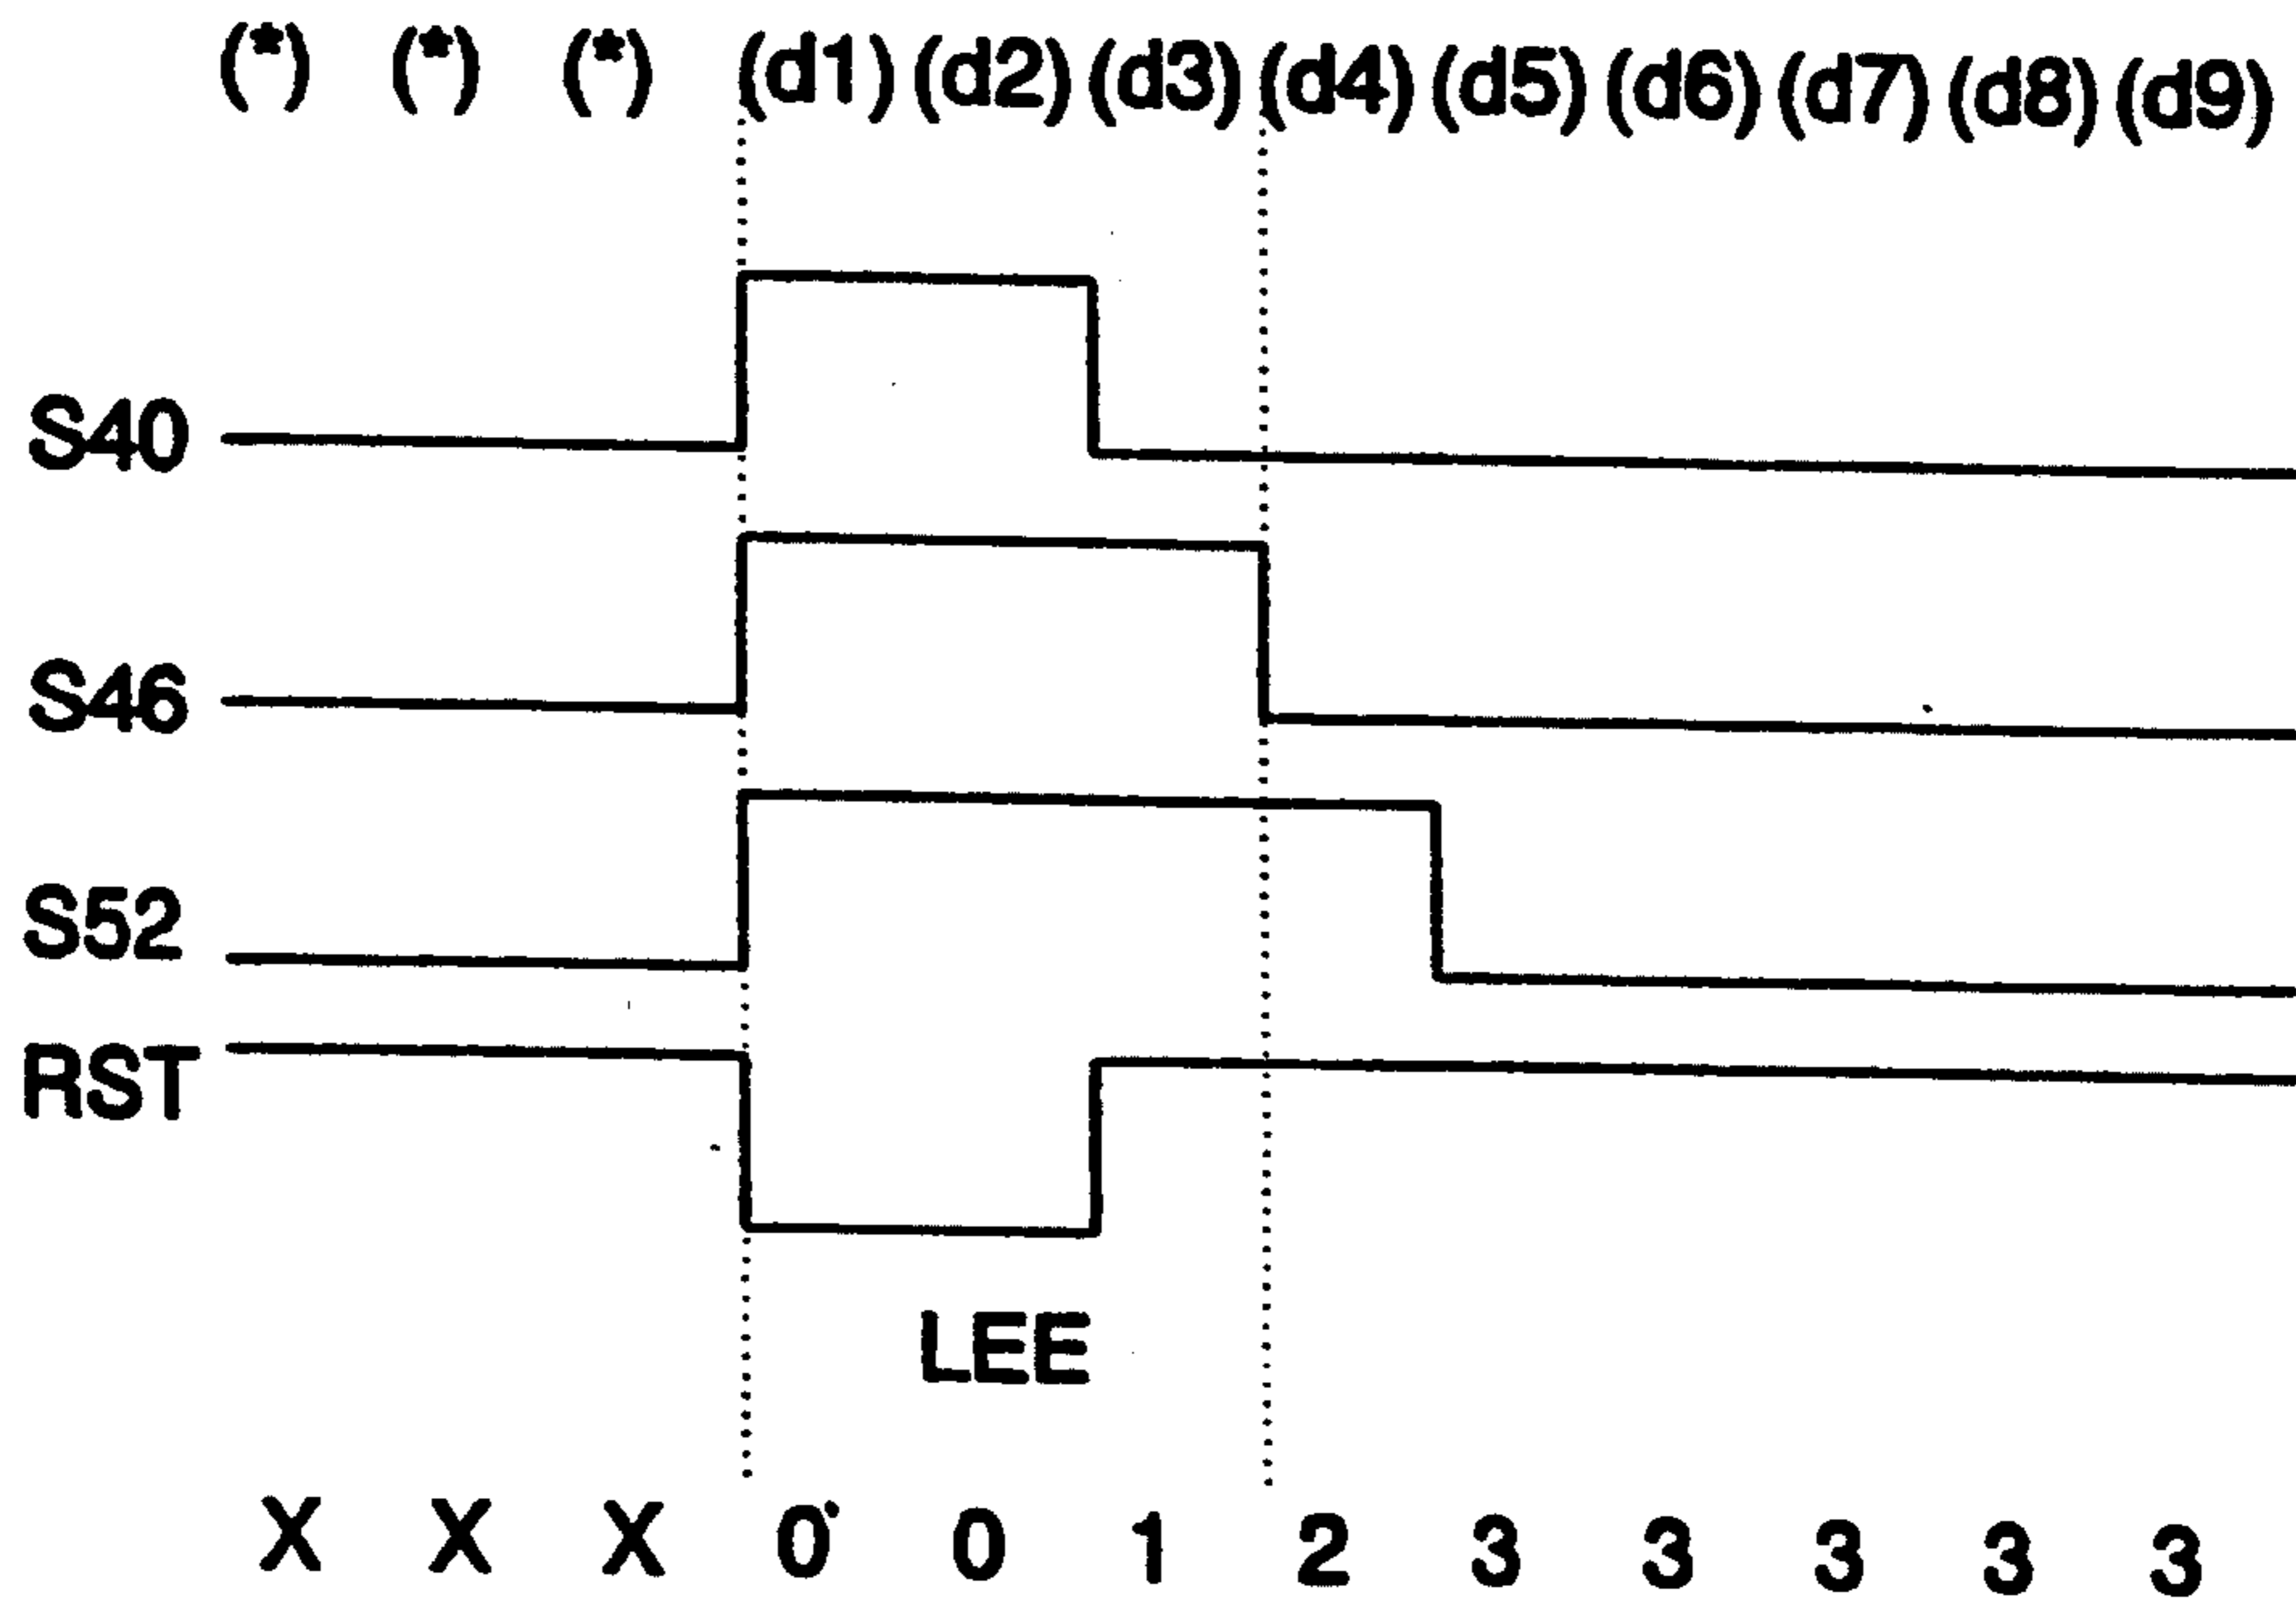 (*) (*) (*) (d1) (d2) (d3) (d4) (d5) (d6) (d7) (d8) (d9)
S40
S46
S52
RST
LEE
X X X 0 0 1 2 3 3 3 3 3